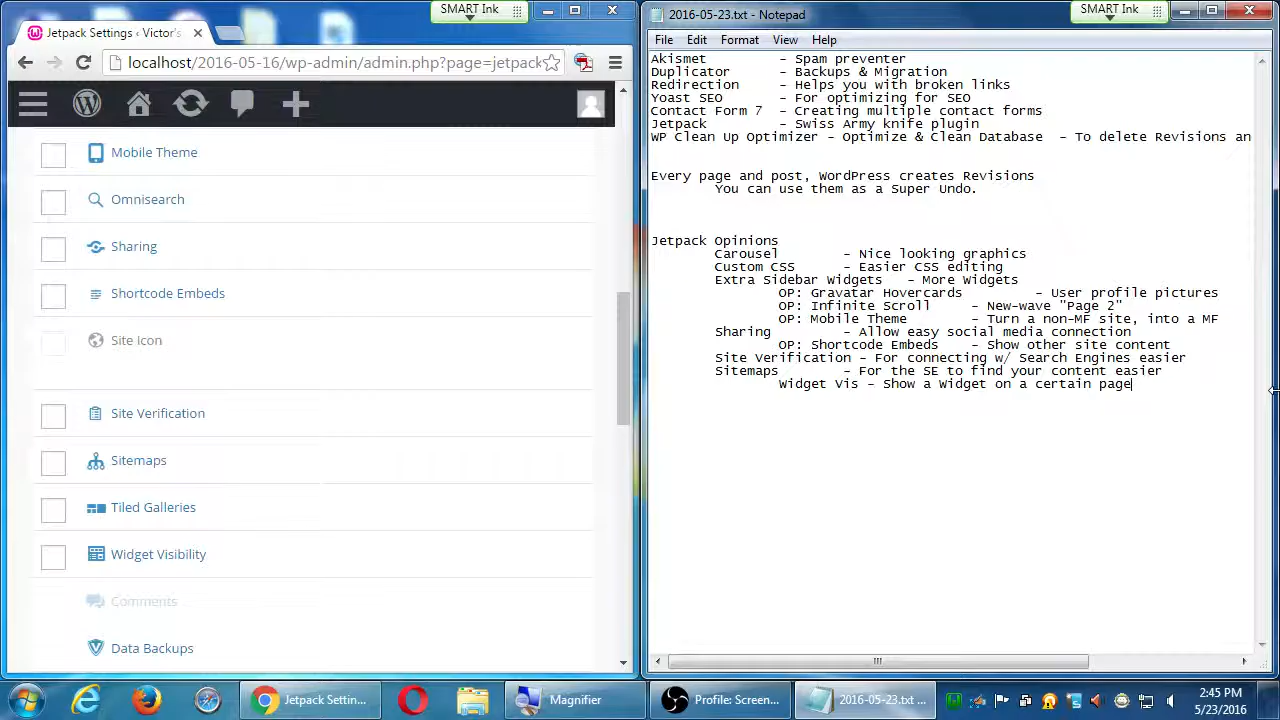 SMART Ink
Jetpack Settings ‹ Victor's
localhost/2016-05-16/wp-admin/admin.php?page=jetpack
Mobile Theme
Omnisearch
Sharing
Shortcode Embeds
Site Icon
Site Verification
Sitemaps
Tiled Galleries
Widget Visibility
Comments
Data Backups
2016-05-23.txt - Notepad
SMART Ink
File Edit Format View Help
Akismet - Spam preventer
Duplicator - Backups & Migration
Redirection - Helps you with broken links
Yoast SEO - For optimizing for SEO
Contact Form 7 - Creating multiple contact forms
Jetpack - Swiss Army knife plugin
WP Clean Up Optimizer - Optimize & Clean Database - To delete Revisions an
Every page and post, WordPress creates Revisions
You can use them as a Super Undo.
Jetpack Opinions
Carousel - Nice looking graphics
Custom CSS - Easier CSS editing
Extra Sidebar Widgets - More Widgets
OP: Gravatar Hovercards - User profile pictures
OP: Infinite Scroll - New-wave "Page 2"
OP: Mobile Theme - Turn a non-MF site, into a MF
Sharing - Allow easy social media connection
OP: Shortcode Embeds - Show other site content
Site Verification - For connecting w/ Search Engines easier
Sitemaps - For the SE to find your content easier
Widget Vis - Show a Widget on a certain page
Jetpack Settin...
Magnifier
Profile: Screen...
2016-05-23.txt ...
2:45 PM
5/23/2016